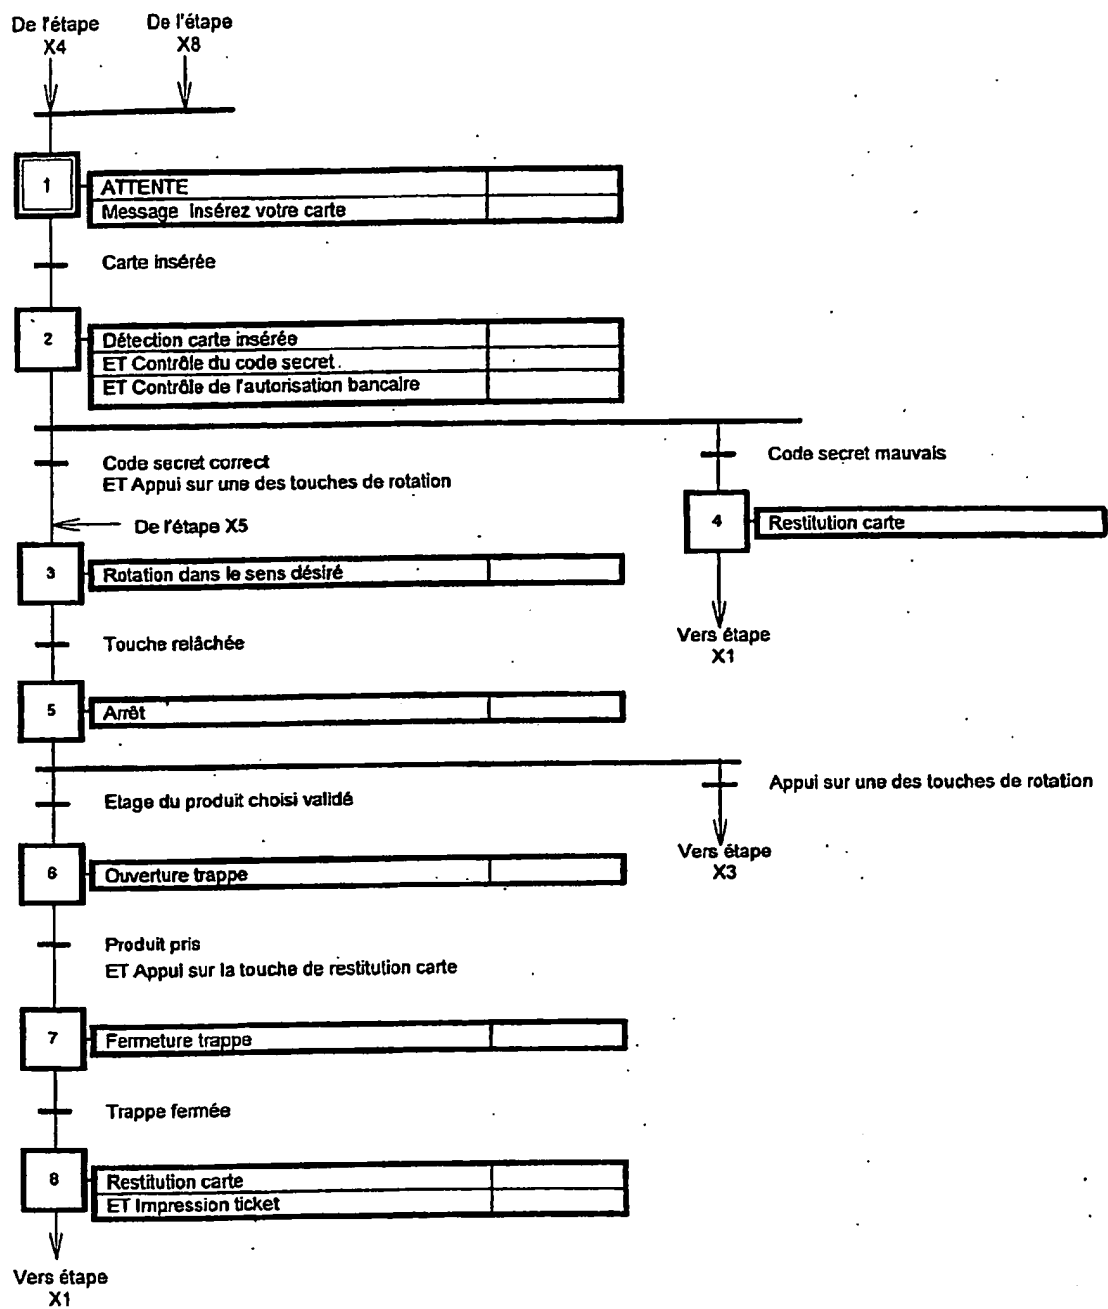 De l'étape
X4
De l'étape
X8
1
ATTENTE
Message insérez votre carte
Carte insérée
2
Détection carte insérée
ET Contrôle du code secret
ET Contrôle de l'autorisation bancaire
Code secret correct
ET Appui sur une des touches de rotation
Code secret mauvais
De l'étape X5
4
Restitution carte
3
Rotation dans le sens désiré
Vers étape
X1
Touche relâchée
5
Arrêt
Etage du produit choisi validé
Appui sur une des touches de rotation
Vers étape
X3
6
Ouverture trappe
Produit pris
ET Appui sur la touche de restitution carte
7
Fermeture trappe
Trappe fermée
8
Restitution carte
ET Impression ticket
Vers étape
X1